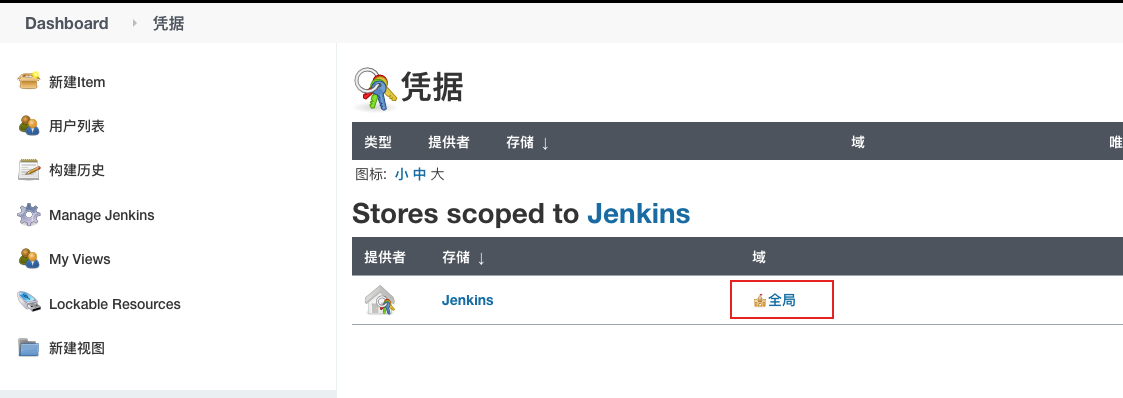 Dashboard 凭据
新建Item
用户列表
构建历史
Manage Jenkins
My Views
Lockable Resources
新建视图
凭据
类型 提供者 存储 ↓ 域 唯
图标: 小 中 大
Stores scoped to Jenkins
提供者 存储 ↓ 域
Jenkins 全局